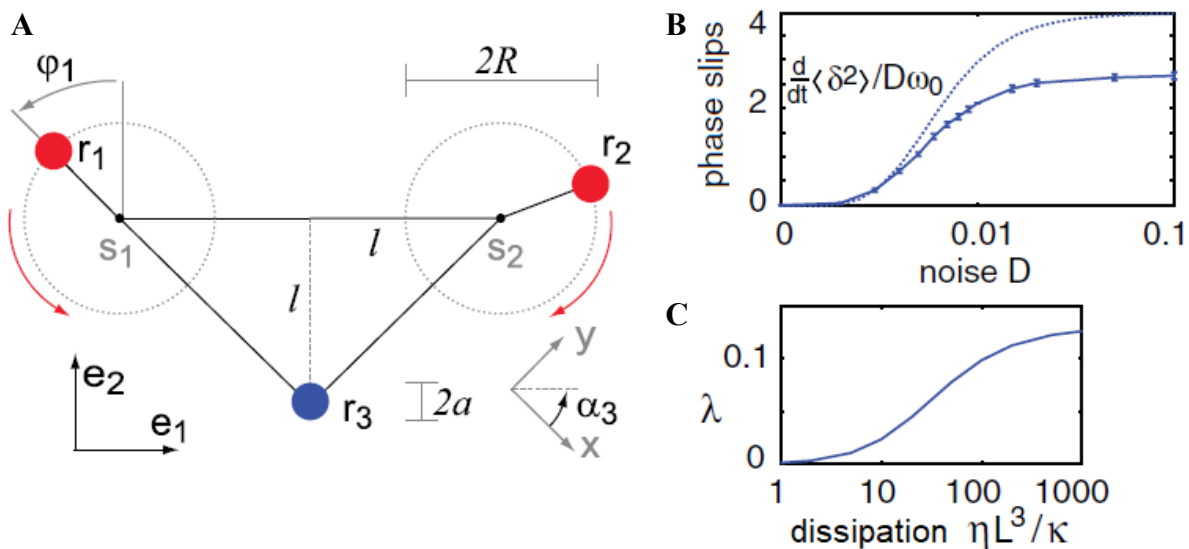 A
φ1
2R
r1
r2
s1
l
s2
l
e2
e1
r3
2a
y
α3
x
B
phase slips
4
2
0
d/dt⟨δ²⟩/Dω0
0
0.01
0.1
noise D
C
λ
0.1
0
1
10
100
1000
dissipation ηL³/κ